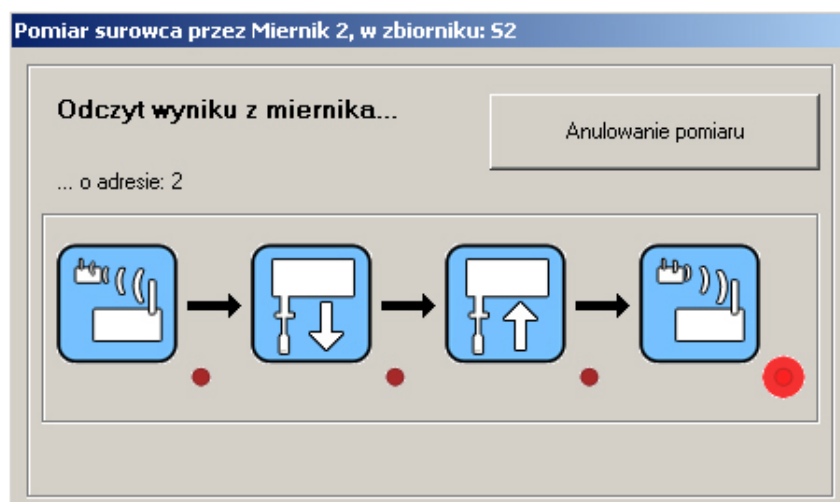 Pomiar surowca przez Miernik 2, w zbiorniku: S2
Odczyt wyniku z miernika...
Anulowanie pomiaru
... o adresie: 2